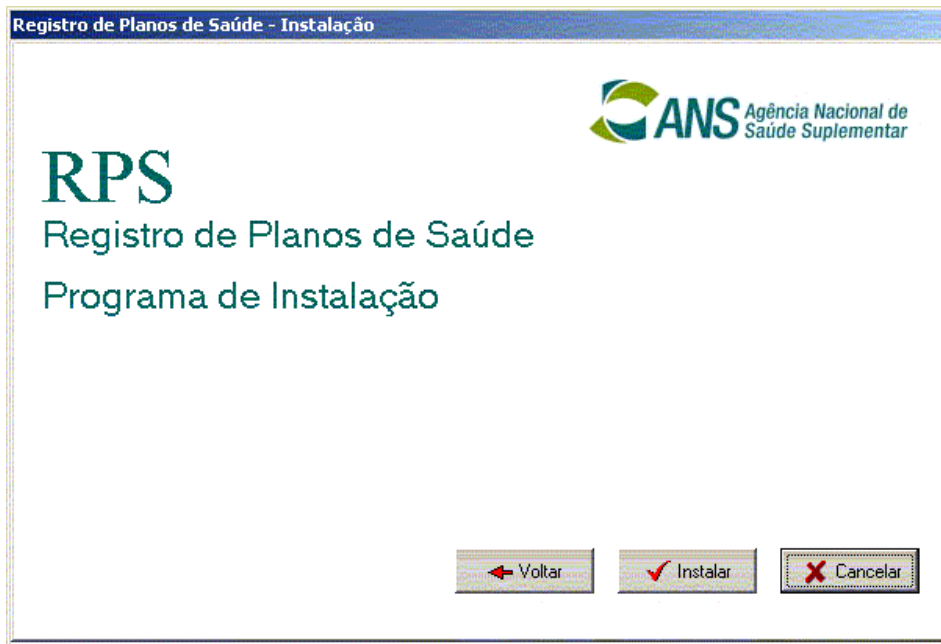 Registro de Planos de Saúde - Instalação
ANS Agência Nacional de
Saúde Suplementar
RPS
Registro de Planos de Saúde
Programa de Instalação
Voltar
Instalar
Cancelar